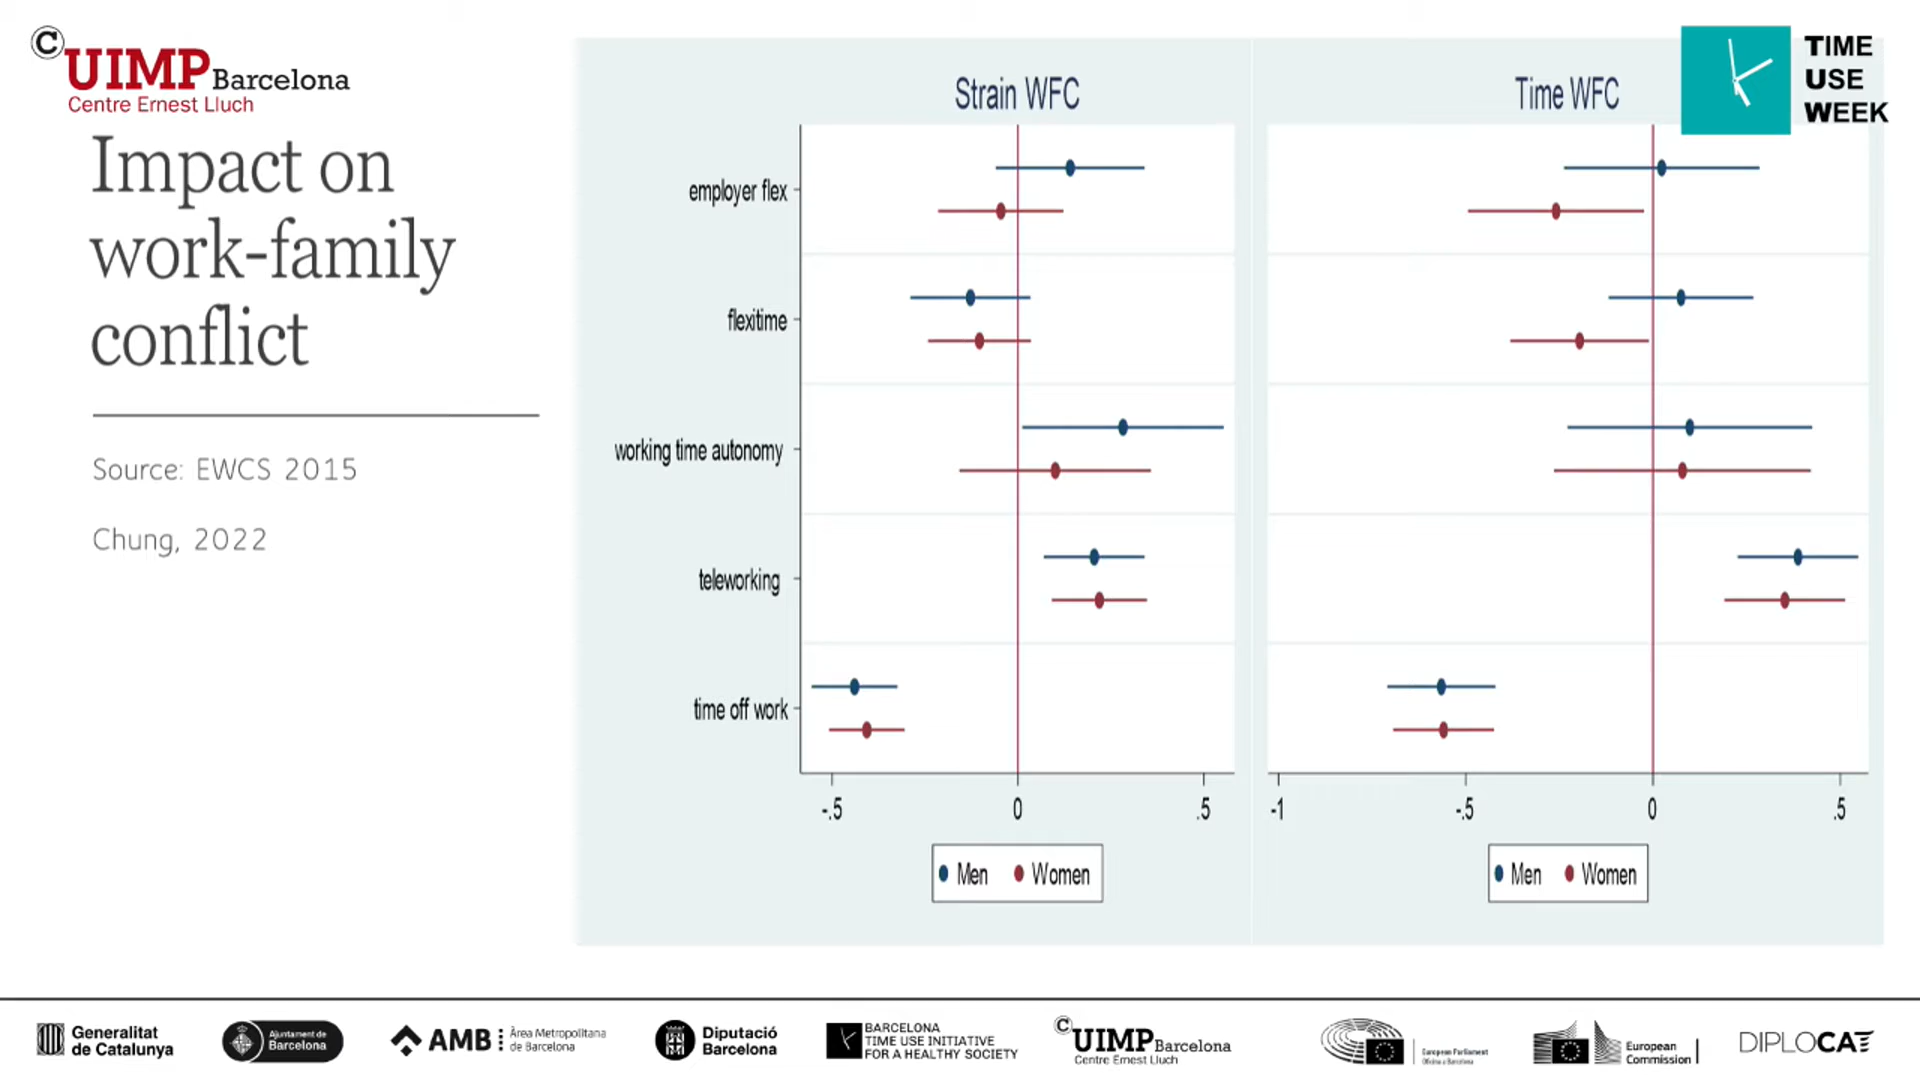 ©
UIMP Barcelona
Centre Ernest Lluch
Impact on
work-family
conflict
Source: EWCS 2015
Chung, 2022
TIME
USE
WEEK
Strain WFC
Time WFC
employer flex
flexitime
working time autonomy
teleworking
time off work
-.5 0 .5
-1 -.5 0 .5
Men Women
Men Women
Generalitat
de Catalunya
Ajuntament de
Barcelona
AMB Àrea Metropolitana
de Barcelona
Diputació
Barcelona
BARCELONA
TIME USE INITIATIVE
FOR A HEALTHY SOCIETY
©
UIMP Barcelona
Centre Ernest Lluch
European Parliament
Oficina a Barcelona
European
Commission
DIPLOCAT